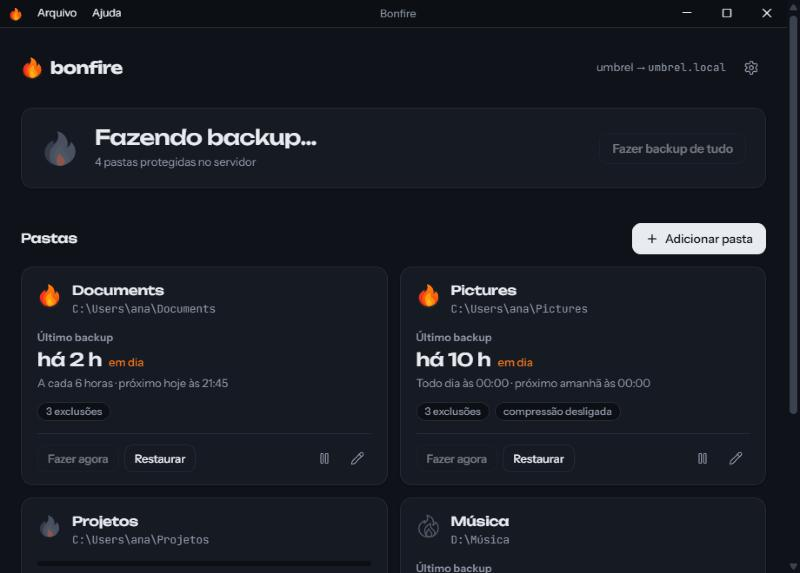 Arquivo Ajuda Bonfire
bonfire
umbrel → umbrel.local
Fazendo backup...
4 pastas protegidas no servidor
Fazer backup de tudo
Pastas
+ Adicionar pasta
Documents
C:\Users\ana\Documents
Último backup
há 2 h em dia
A cada 6 horas · próximo hoje às 21:45
3 exclusões
Fazer agora Restaurar
Pictures
C:\Users\ana\Pictures
Último backup
há 10 h em dia
Todo dia às 00:00 · próximo amanhã às 00:00
3 exclusões compressão desligada
Fazer agora Restaurar
Projetos
C:\Users\ana\Projetos
Música
D:\Música
Último backup